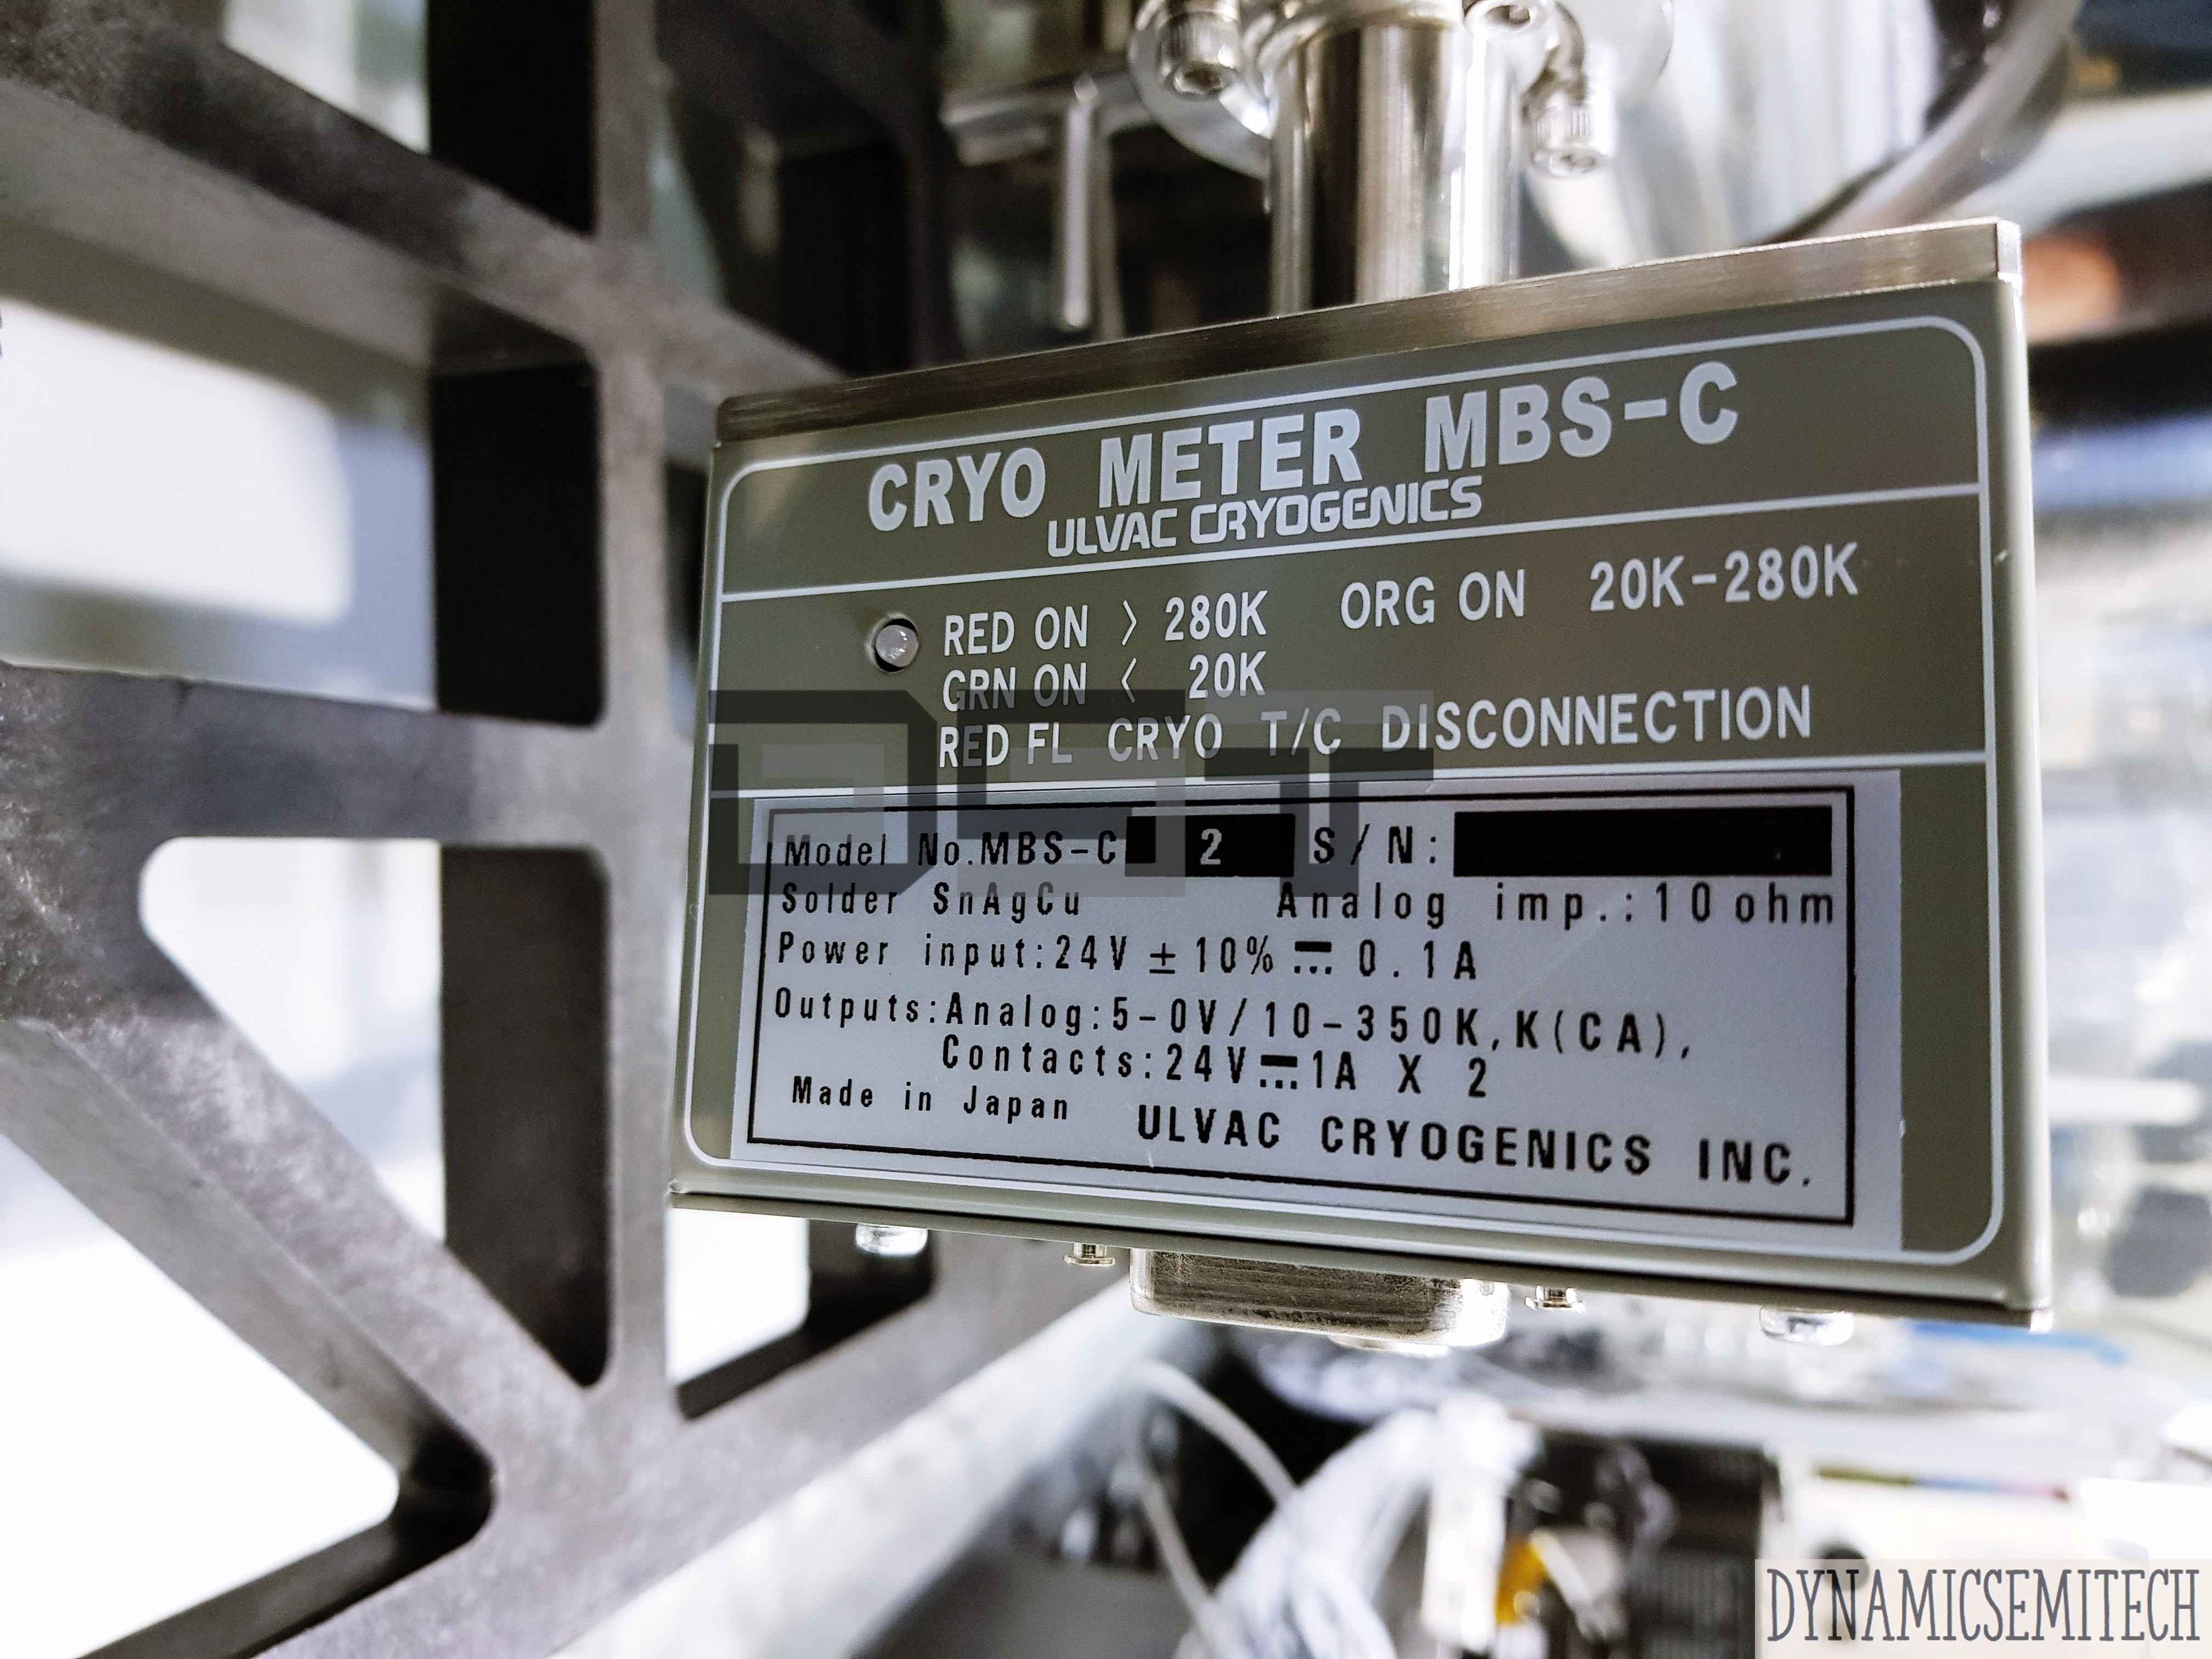 CRYO METER MBS-C
ULVAC CRYOGENICS
RED ON > 280K ORG ON 20K-280K
GRN ON < 20K
RED FL CRYO T/C DISCONNECTION
Model No.MBS-C 2 S/N:
Solder SnAgCu Analog imp.:10ohm
Power input:24V ± 10% ⎓ 0.1A
Outputs:Analog:5-0V/10-350K,K(CA),
Contacts:24V⎓1A X 2
Made in Japan ULVAC CRYOGENICS INC.
DYNAMICSEMITECH